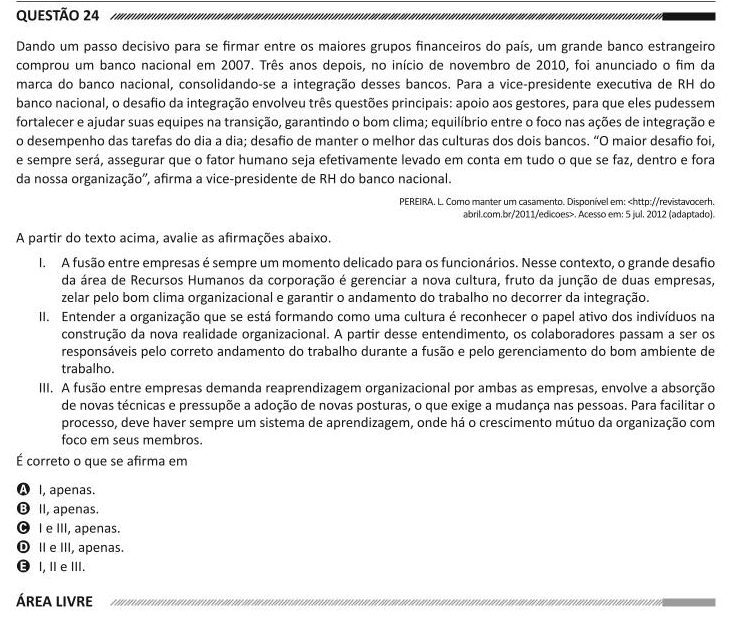 QUESTÃO 24
Dando um passo decisivo para se firmar entre os maiores grupos financeiros do país, um grande banco estrangeiro
comprou um banco nacional em 2007. Três anos depois, no início de novembro de 2010, foi anunciado o fim da
marca do banco nacional, consolidando-se a integração desses bancos. Para a vice-presidente executiva de RH do
banco nacional, o desafio da integração envolveu três questões principais: apoio aos gestores, para que eles pudessem
fortalecer e ajudar suas equipes na transição, garantindo o bom clima; equilíbrio entre o foco nas ações de integração e
o desempenho das tarefas do dia a dia; desafio de manter o melhor das culturas dos dois bancos. “O maior desafio foi,
e sempre será, assegurar que o fator humano seja efetivamente levado em conta em tudo o que se faz, dentro e fora
da nossa organização”, afirma a vice-presidente de RH do banco nacional.
PEREIRA. L. Como manter um casamento. Disponível em: <http://revistavocerh.
abril.com.br/2011/edicoes>. Acesso em: 5 jul. 2012 (adaptado).
A partir do texto acima, avalie as afirmações abaixo.
I. A fusão entre empresas é sempre um momento delicado para os funcionários. Nesse contexto, o grande desafio
da área de Recursos Humanos da corporação é gerenciar a nova cultura, fruto da junção de duas empresas,
zelar pelo bom clima organizacional e garantir o andamento do trabalho no decorrer da integração.
II. Entender a organização que se está formando como uma cultura é reconhecer o papel ativo dos indivíduos na
construção da nova realidade organizacional. A partir desse entendimento, os colaboradores passam a ser os
responsáveis pelo correto andamento do trabalho durante a fusão e pelo gerenciamento do bom ambiente de
trabalho.
III. A fusão entre empresas demanda reaprendizagem organizacional por ambas as empresas, envolve a absorção
de novas técnicas e pressupõe a adoção de novas posturas, o que exige a mudança nas pessoas. Para facilitar o
processo, deve haver sempre um sistema de aprendizagem, onde há o crescimento mútuo da organização com
foco em seus membros.
É correto o que se afirma em
A I, apenas.
B II, apenas.
C I e III, apenas.
D II e III, apenas.
E I, II e III.
ÁREA LIVRE